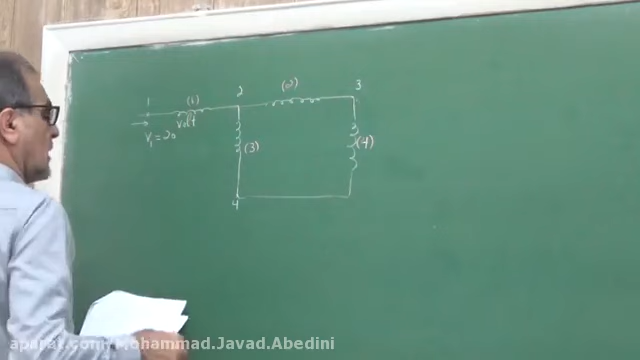 1
(1)
2
(2)
3
Volt
V₁ = 20
(3)
(4)
4
aparat.com/Mohammad.Javad.Abedini